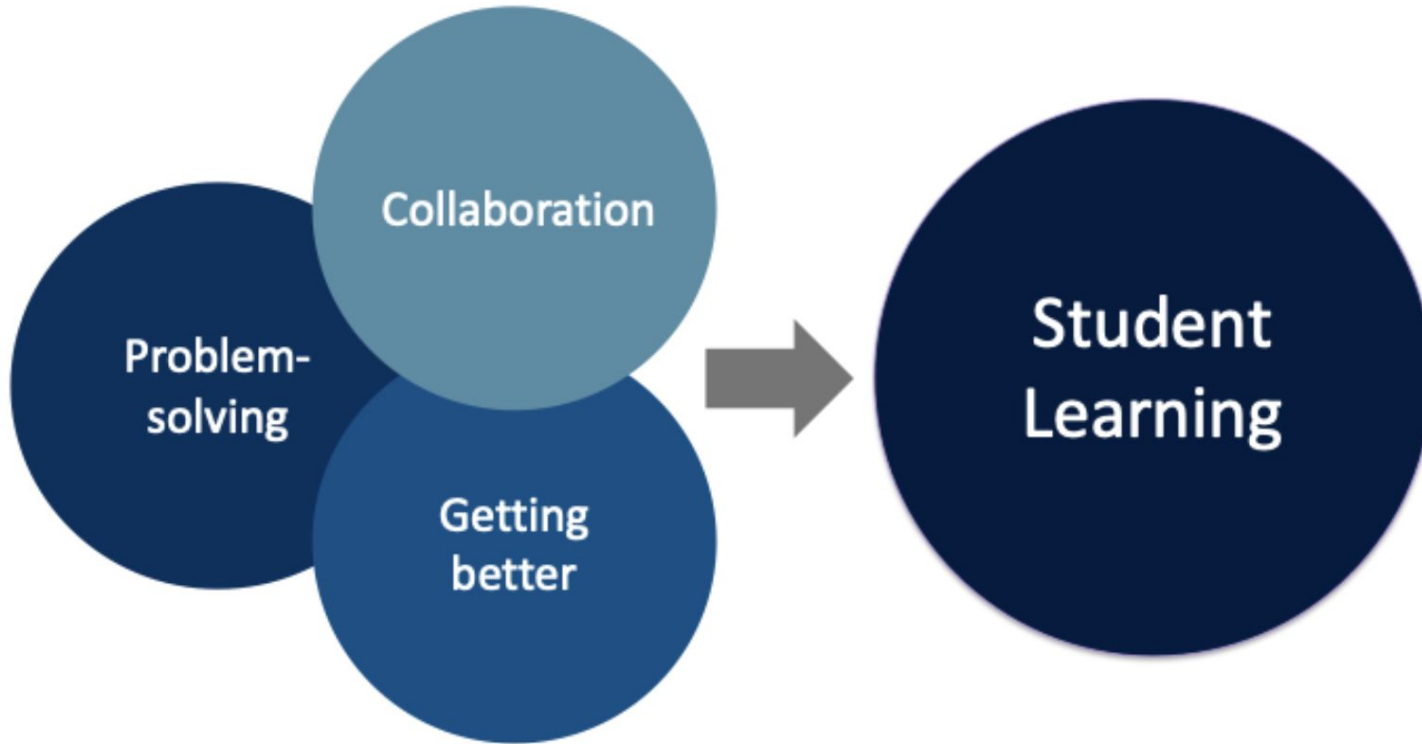 Collaboration
Problem-
solving
Getting
better
Student
Learning